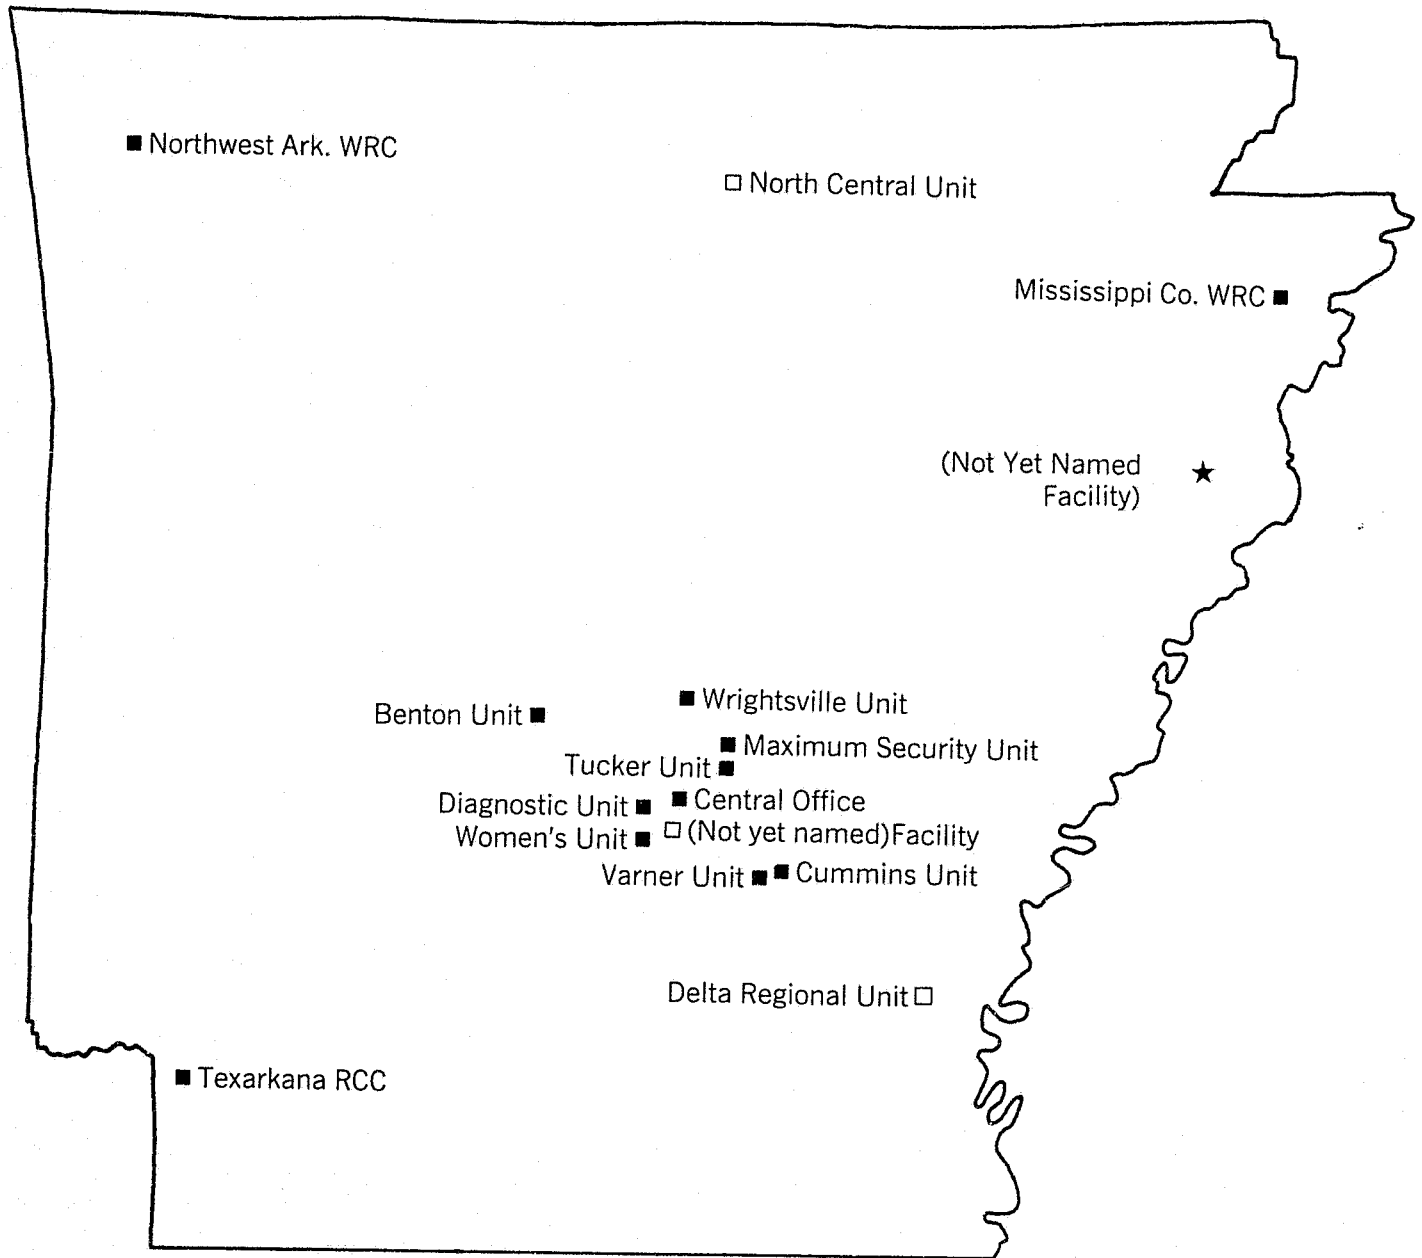 Northwest Ark. WRC
North Central Unit
Mississippi Co. WRC
(Not Yet Named
Facility)
Wrightsville Unit
Benton Unit
Maximum Security Unit
Tucker Unit
Central Office
Diagnostic Unit
(Not yet named)Facility
Women's Unit
Varner Unit
Cummins Unit
Delta Regional Unit
Texarkana RCC